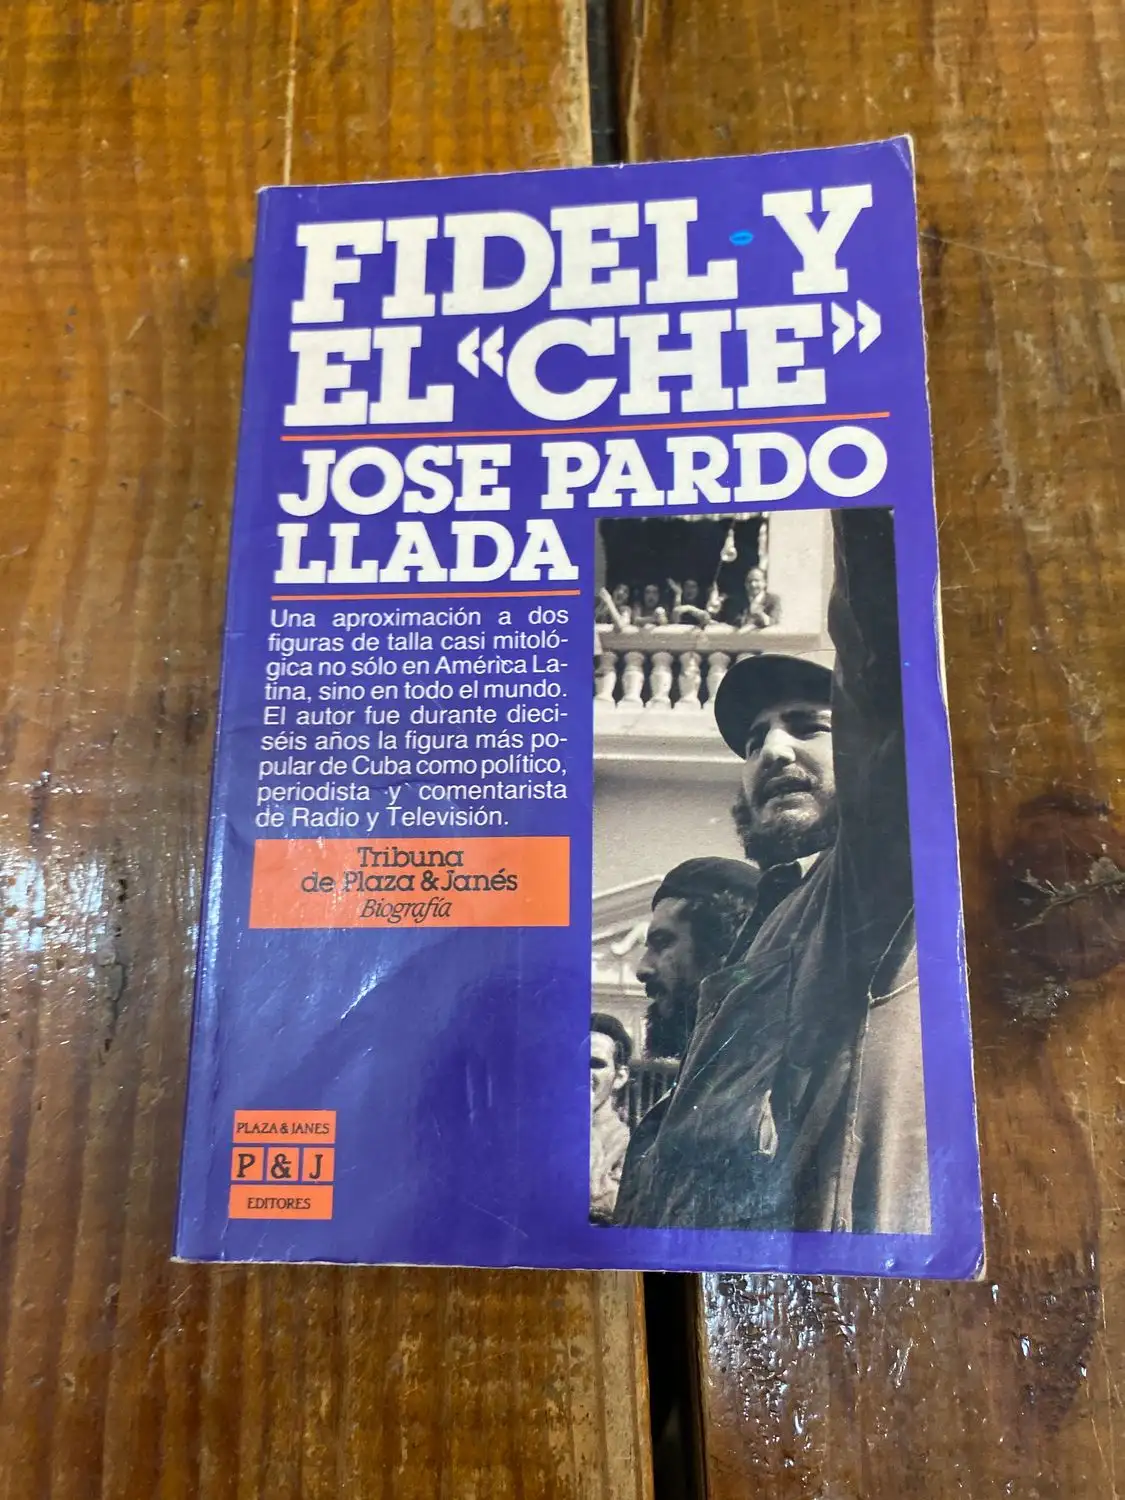 FIDEL Y
EL «CHE»
JOSE PARDO
LLADA
Una aproximación a dos
figuras de talla casi mitoló-
gica no sólo en América La-
tina, sino en todo el mundo.
El autor fue durante dieci-
séis años la figura más po-
pular de Cuba como político,
periodista y comentarista
de Radio y Televisión.
Tribuna
de Plaza & Janés
Biografía
PLAZA & JANES
P & J
EDITORES